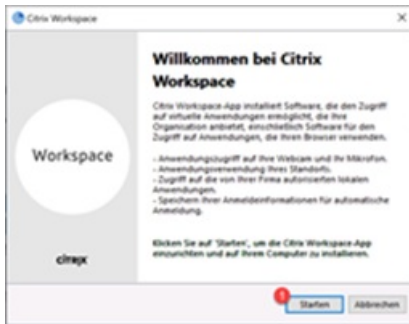 Citrix Workspace
Willkommen bei Citrix
Workspace
Citrix Workspace-App installiert Software, die den Zugriff
auf virtuelle Anwendungen ermöglicht, die Ihre
Organisation anbietet, einschließlich Software für den
Zugriff auf Anwendungen, die Ihren Browser verwenden.
- Anwendungszugriff auf Ihre Webcam und Ihr Mikrofon.
- Anwendungsverwendung Ihres Standorts.
- Zugriff auf die von Ihrer Firma autorisierten lokalen
Anwendungen.
- Speichern Ihrer Anmeldeinformationen für automatische
Anmeldung.
Workspace
citrix
Klicken Sie auf 'Starten', um die Citrix Workspace-App
einzurichten und auf Ihrem Computer zu installieren.
1
Starten Abbrechen